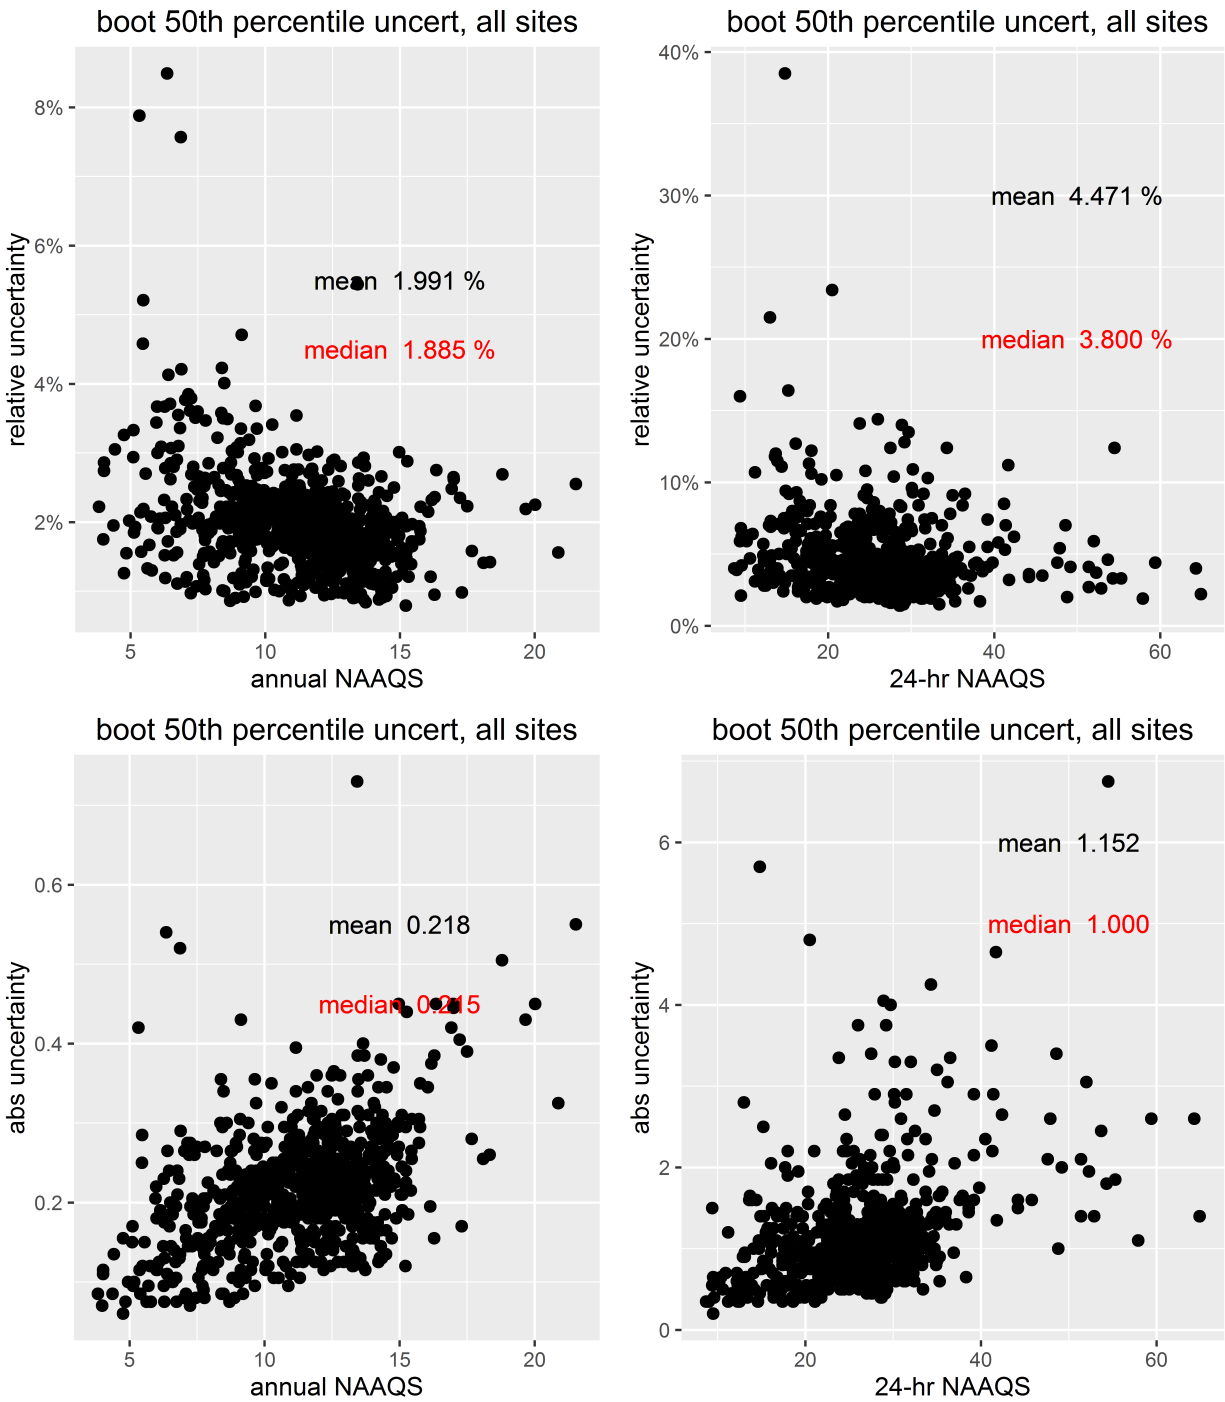 boot 50th percentile uncert, all sites
relative uncertainty
8%
6%
4%
2%
mean 1.991 %
median 1.885 %
5
10
15
20
annual NAAQS
boot 50th percentile uncert, all sites
relative uncertainty
40%
30%
20%
10%
0%
mean 4.471 %
median 3.800 %
20
40
60
24-hr NAAQS
boot 50th percentile uncert, all sites
abs uncertainty
0.6
0.4
0.2
mean 0.218
median 0.215
5
10
15
20
annual NAAQS
boot 50th percentile uncert, all sites
abs uncertainty
6
4
2
0
mean 1.152
median 1.000
20
40
60
24-hr NAAQS